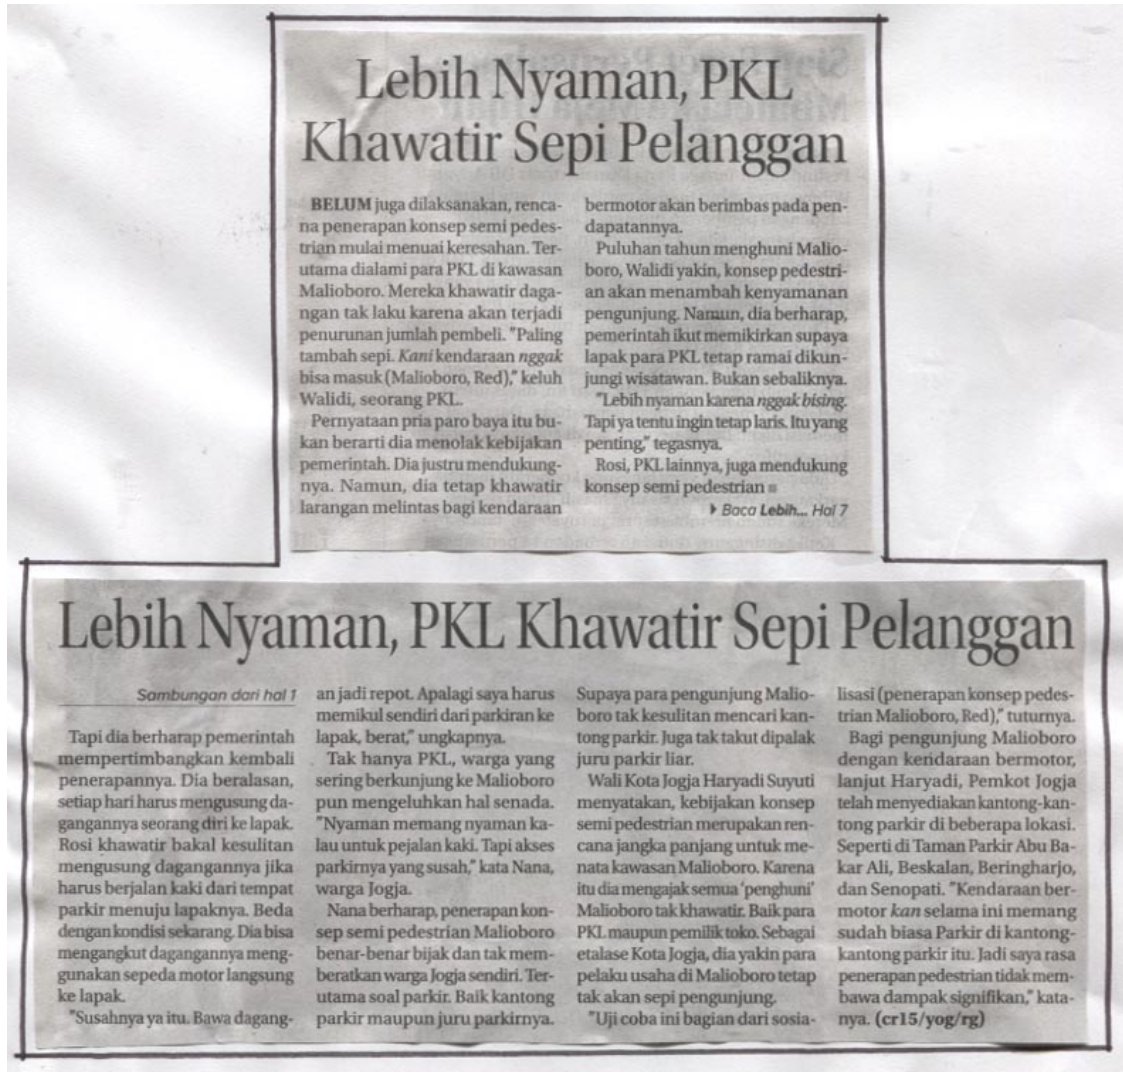 Lebih Nyaman, PKL
Khawatir Sepi Pelanggan
BELUM juga dilaksanakan, renca-
na penerapan konsep semi pedes-
trian mulai menuai keresahan. Ter-
utama dialami para PKL di kawasan
Malioboro. Mereka khawatir daga-
ngan tak laku karena akan terjadi
penurunan jumlah pembeli. "Paling
tambah sepi. Kani kendaraan nggak
bisa masuk (Malioboro, Red)," keluh
Walidi, seorang PKL.
Pernyataan pria paro baya itu bu-
kan berarti dia menolak kebijakan
pemerintah. Dia justru mendukung-
nya. Namun, dia tetap khawatir
larangan melintas bagi kendaraan
bermotor akan berimbas pada pen-
dapatannya.
Puluhan tahun menghuni Malio-
boro, Walidi yakin, konsep pedestri-
an akan menambah kenyamanan
pengunjung. Namun, dia berharap,
pemerintah ikut memikirkan supaya
lapak para PKL tetap ramai dikun-
jungi wisatawan. Bukan sebaliknya.
"Lebih nyaman karena nggak bising.
Tapi ya tentu ingin tetap laris. Itu yang
penting," tegasnya.
Rosi, PKL lainnya, juga mendukung
konsep semi pedestrian ■
▶ Baca Lebih... Hal 7
Lebih Nyaman, PKL Khawatir Sepi Pelanggan
Sambungan dari hal 1
Tapi dia berharap pemerintah
mempertimbangkan kembali
penerapannya. Dia beralasan,
setiap hari harus mengusung da-
gangannya seorang diri ke lapak.
Rosi khawatir bakal kesulitan
mengusung dagangannya jika
harus berjalan kaki dari tempat
parkir menuju lapaknya. Beda
dengan kondisi sekarang. Dia bisa
mengangkut dagangannya meng-
gunakan sepeda motor langsung
ke lapak.
"Susahnya ya itu. Bawa dagang-
an jadi repot. Apalagi saya harus
memikul sendiri dari parkiran ke
lapak, berat," ungkapnya.
Tak hanya PKL, warga yang
sering berkunjung ke Malioboro
pun mengeluhkan hal senada.
"Nyaman memang nyaman ka-
lau untuk pejalan kaki. Tapi akses
parkirnya yang susah," kata Nana,
warga Jogja.
Nana berharap, penerapan kon-
sep semi pedestrian Malioboro
benar-benar bijak dan tak mem-
beratkan warga Jogja sendiri. Ter-
utama soal parkir. Baik kantong
parkir maupun juru parkirnya.
Supaya para pengunjung Malio-
boro tak kesulitan mencari kan-
tong parkir. Juga tak takut dipalak
juru parkir liar.
Wali Kota Jogja Haryadi Suyuti
menyatakan, kebijakan konsep
semi pedestrian merupakan ren-
cana jangka panjang untuk me-
nata kawasan Malioboro. Karena
itu dia mengajak semua 'penghuni'
Malioboro tak khawatir. Baik para
PKL maupun pemilik toko. Sebagai
etalase Kota Jogja, dia yakin para
pelaku usaha di Malioboro tetap
tak akan sepi pengunjung.
"Uji coba ini bagian dari sosia-
lisasi (penerapan konsep pedes-
trian Malioboro, Red)," tuturnya.
Bagi pengunjung Malioboro
dengan kendaraan bermotor,
lanjut Haryadi, Pemkot Jogja
telah menyediakan kantong-kan-
tong parkir di beberapa lokasi.
Seperti di Taman Parkir Abu Ba-
kar Ali, Beskalan, Beringharjo,
dan Senopati. "Kendaraan ber-
motor kan selama ini memang
sudah biasa Parkir di kantong-
kantong parkir itu. Jadi saya rasa
penerapan pedestrian tidak mem-
bawa dampak signifikan," kata-
nya. (cr15/yog/rg)